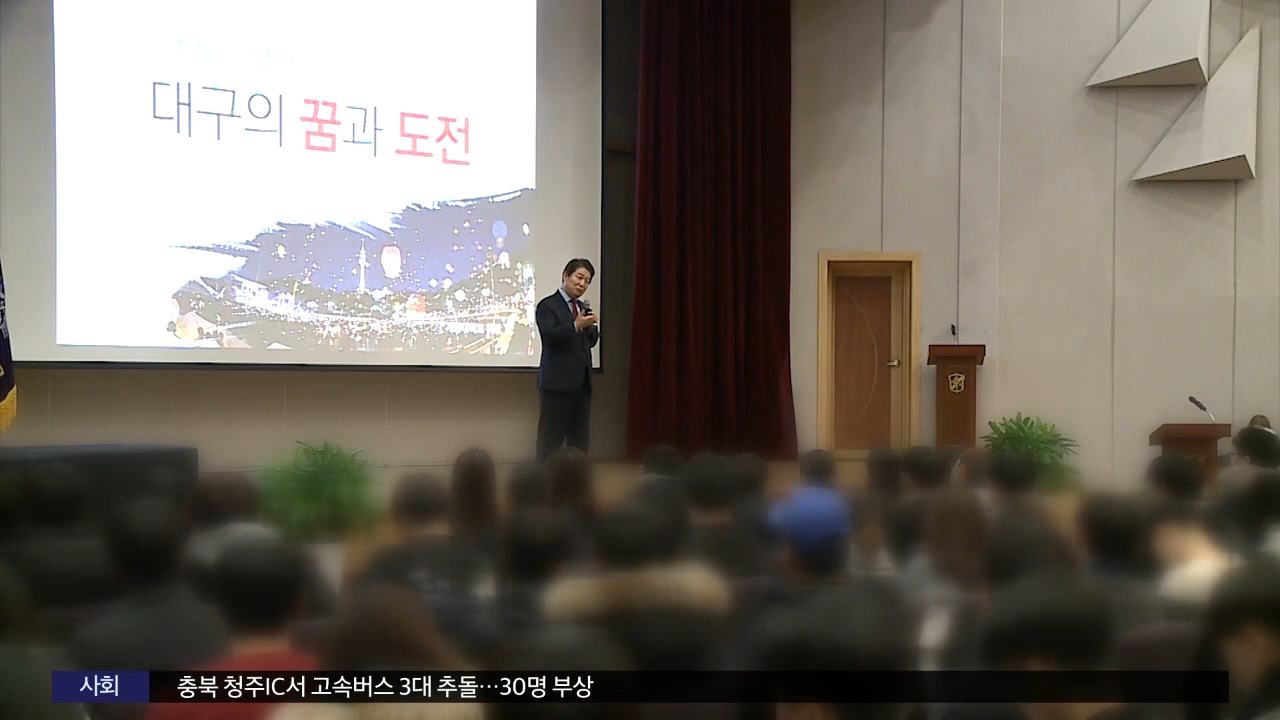 대구의 꿈과 도전
사회
충북 청주IC서 고속버스 3대 추돌…30명 부상